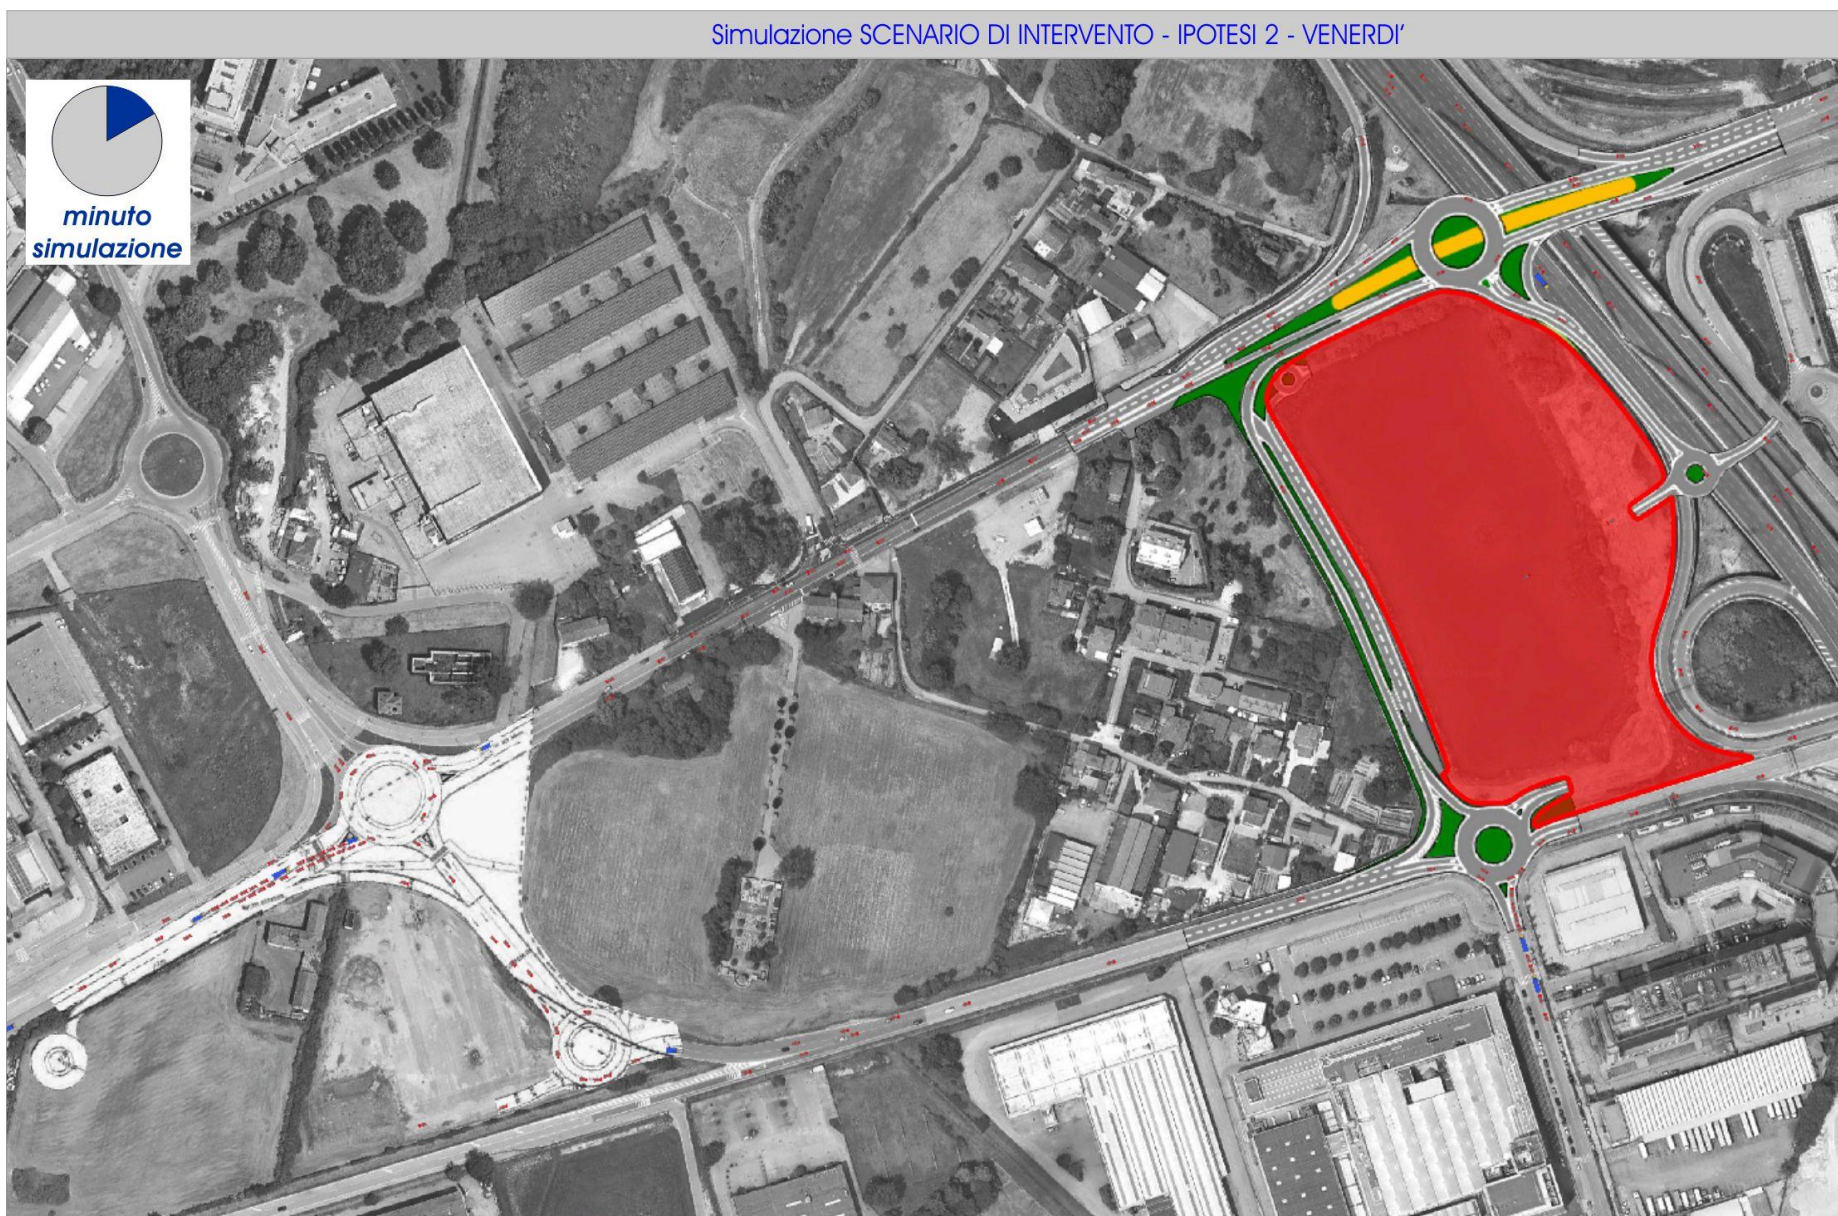 Simulazione SCENARIO DI INTERVENTO - IPOTESI 2 - VENERDI'
minuto
simulazione